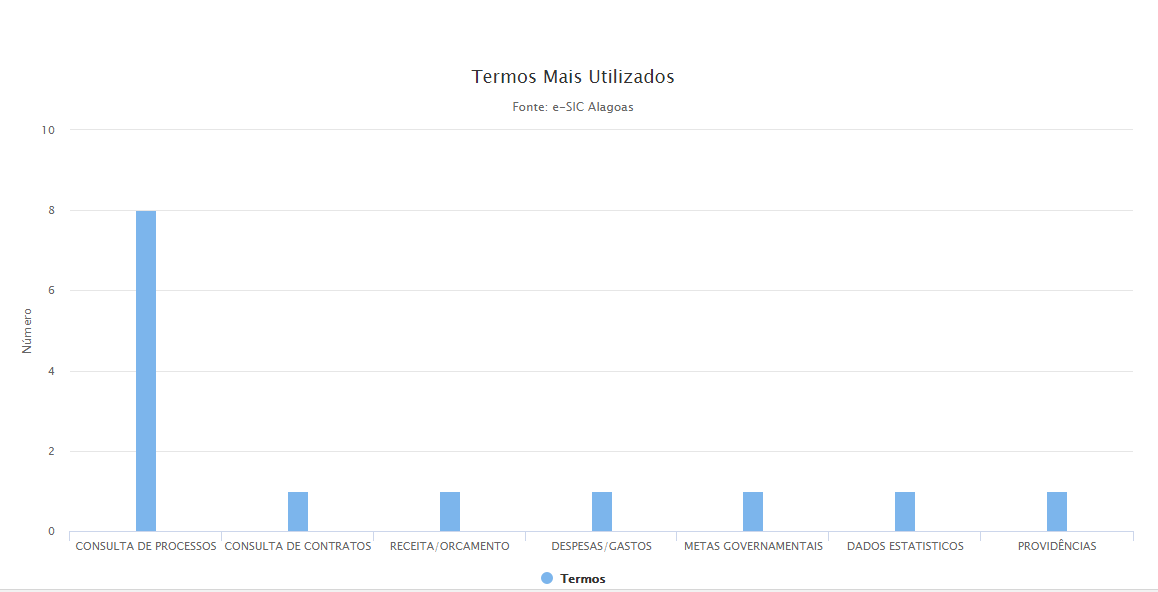 Termos Mais Utilizados
Fonte: e-SIC Alagoas
10
8
6
4
2
0
Número
CONSULTA DE PROCESSOS CONSULTA DE CONTRATOS RECEITA/ORCAMENTO DESPESAS/GASTOS METAS GOVERNAMENTAIS DADOS ESTATISTICOS PROVIDÊNCIAS
Termos